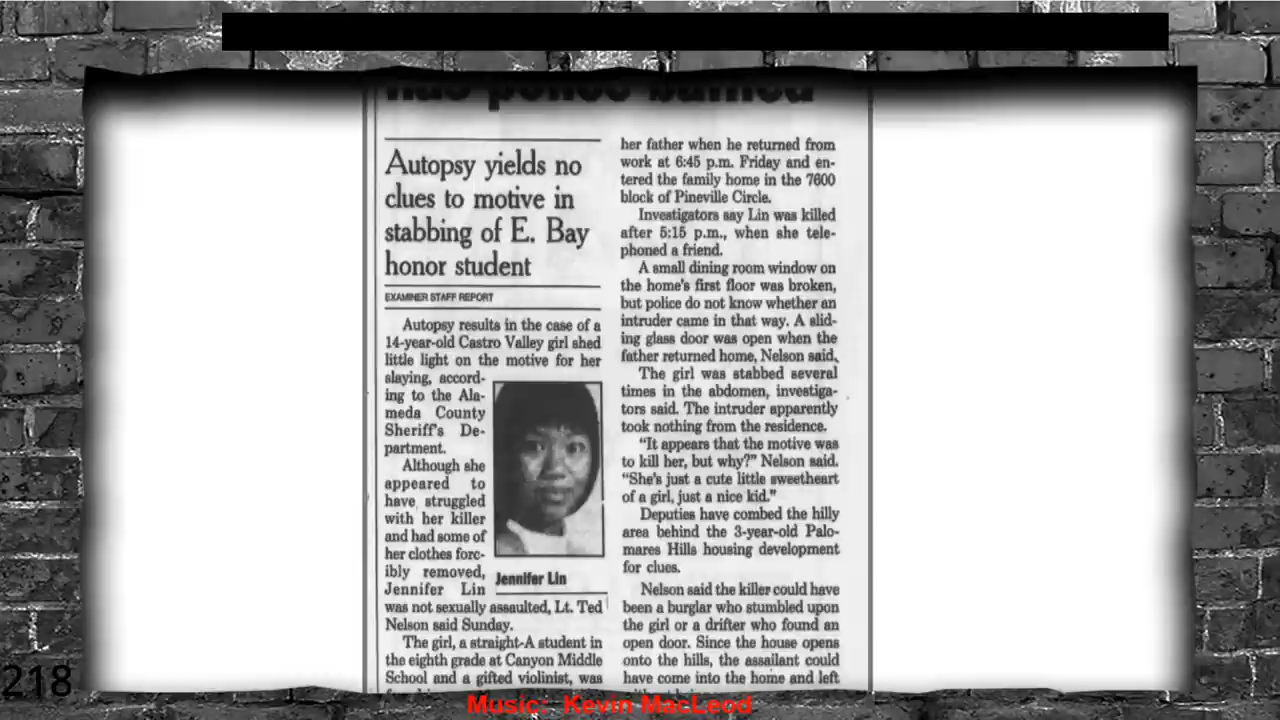 has police baffled
Autopsy yields no
clues to motive in
stabbing of E. Bay
honor student
EXAMINER STAFF REPORT
Autopsy results in the case of a
14-year-old Castro Valley girl shed
little light on the motive for her
slaying, accord-
ing to the Ala-
meda County
Sheriff's De-
partment.
Although she
appeared to
have struggled
with her killer
and had some of
her clothes forc-
ibly removed,
Jennifer Lin
was not sexually assaulted, Lt. Ted
Nelson said Sunday.
The girl, a straight-A student in
the eighth grade at Canyon Middle
School and a gifted violinist, was
Jennifer Lin
her father when he returned from
work at 6:45 p.m. Friday and en-
tered the family home in the 7600
block of Pineville Circle.
Investigators say Lin was killed
after 5:15 p.m., when she tele-
phoned a friend.
A small dining room window on
the home's first floor was broken,
but police do not know whether an
intruder came in that way. A slid-
ing glass door was open when the
father returned home, Nelson said.
The girl was stabbed several
times in the abdomen, investiga-
tors said. The intruder apparently
took nothing from the residence.
"It appears that the motive was
to kill her, but why?" Nelson said.
"She's just a cute little sweetheart
of a girl, just a nice kid."
Deputies have combed the hilly
area behind the 3-year-old Palo-
mares Hills housing development
for clues.
Nelson said the killer could have
been a burglar who stumbled upon
the girl or a drifter who found an
open door. Since the house opens
onto the hills, the assailant could
have come into the home and left
218
Music: Kevin MacLeod